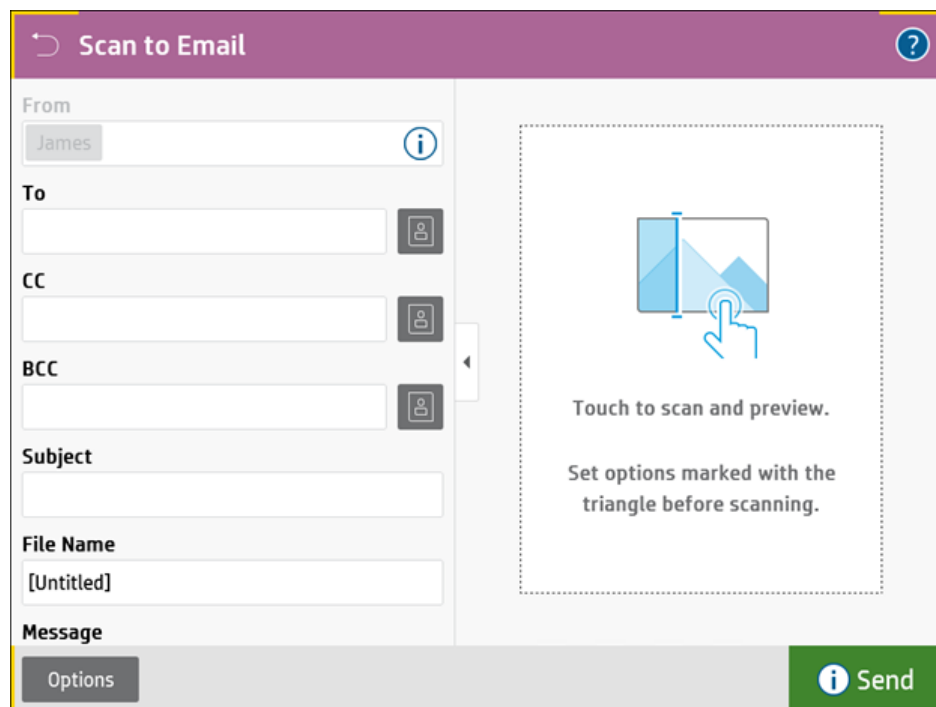 Scan to Email
?
From
James
i
To
CC
BCC
Subject
File Name
[Untitled]
Message
Touch to scan and preview.
Set options marked with the
triangle before scanning.
Options
i Send